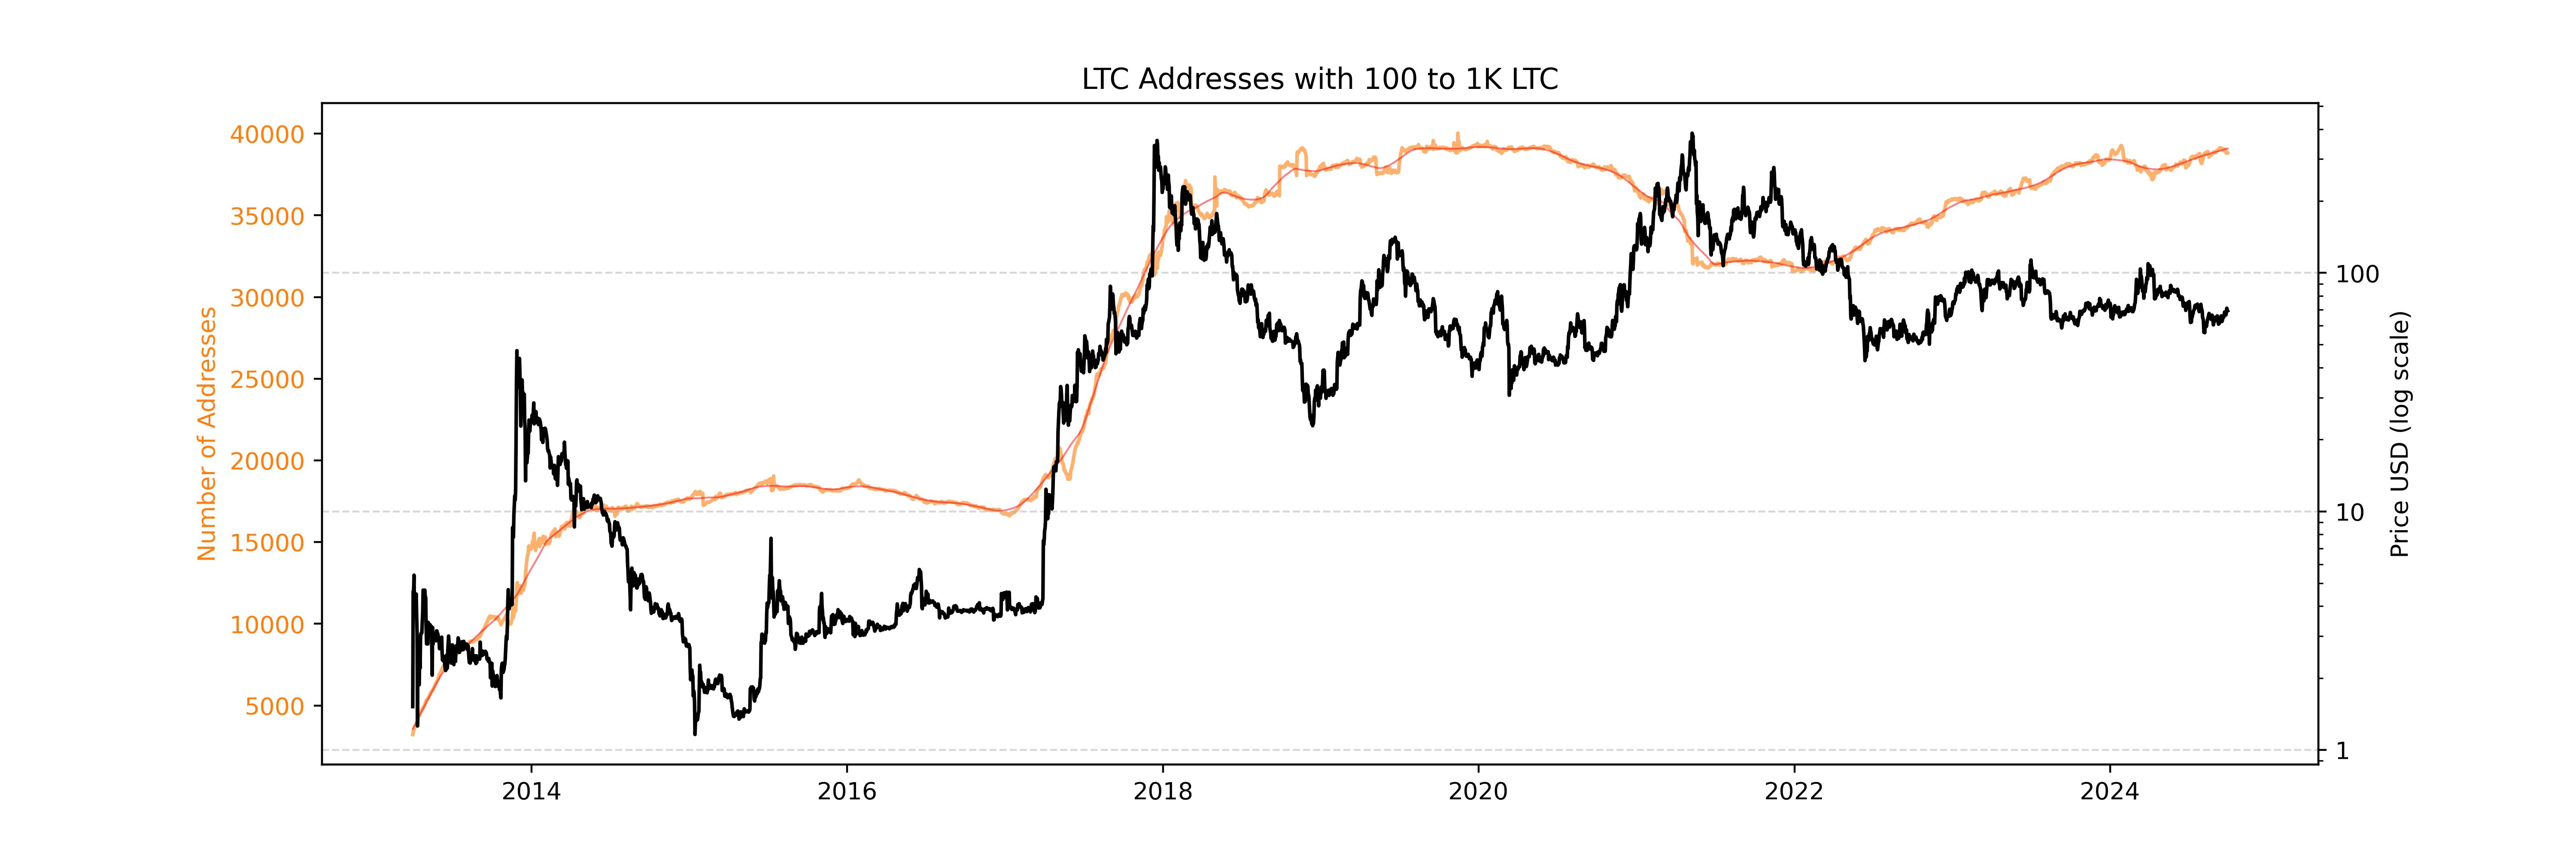 LTC Addresses with 100 to 1K LTC
Number of Addresses
40000
35000
30000
25000
20000
15000
10000
5000
100
10
1
Price USD (log scale)
2014 2016 2018 2020 2022 2024